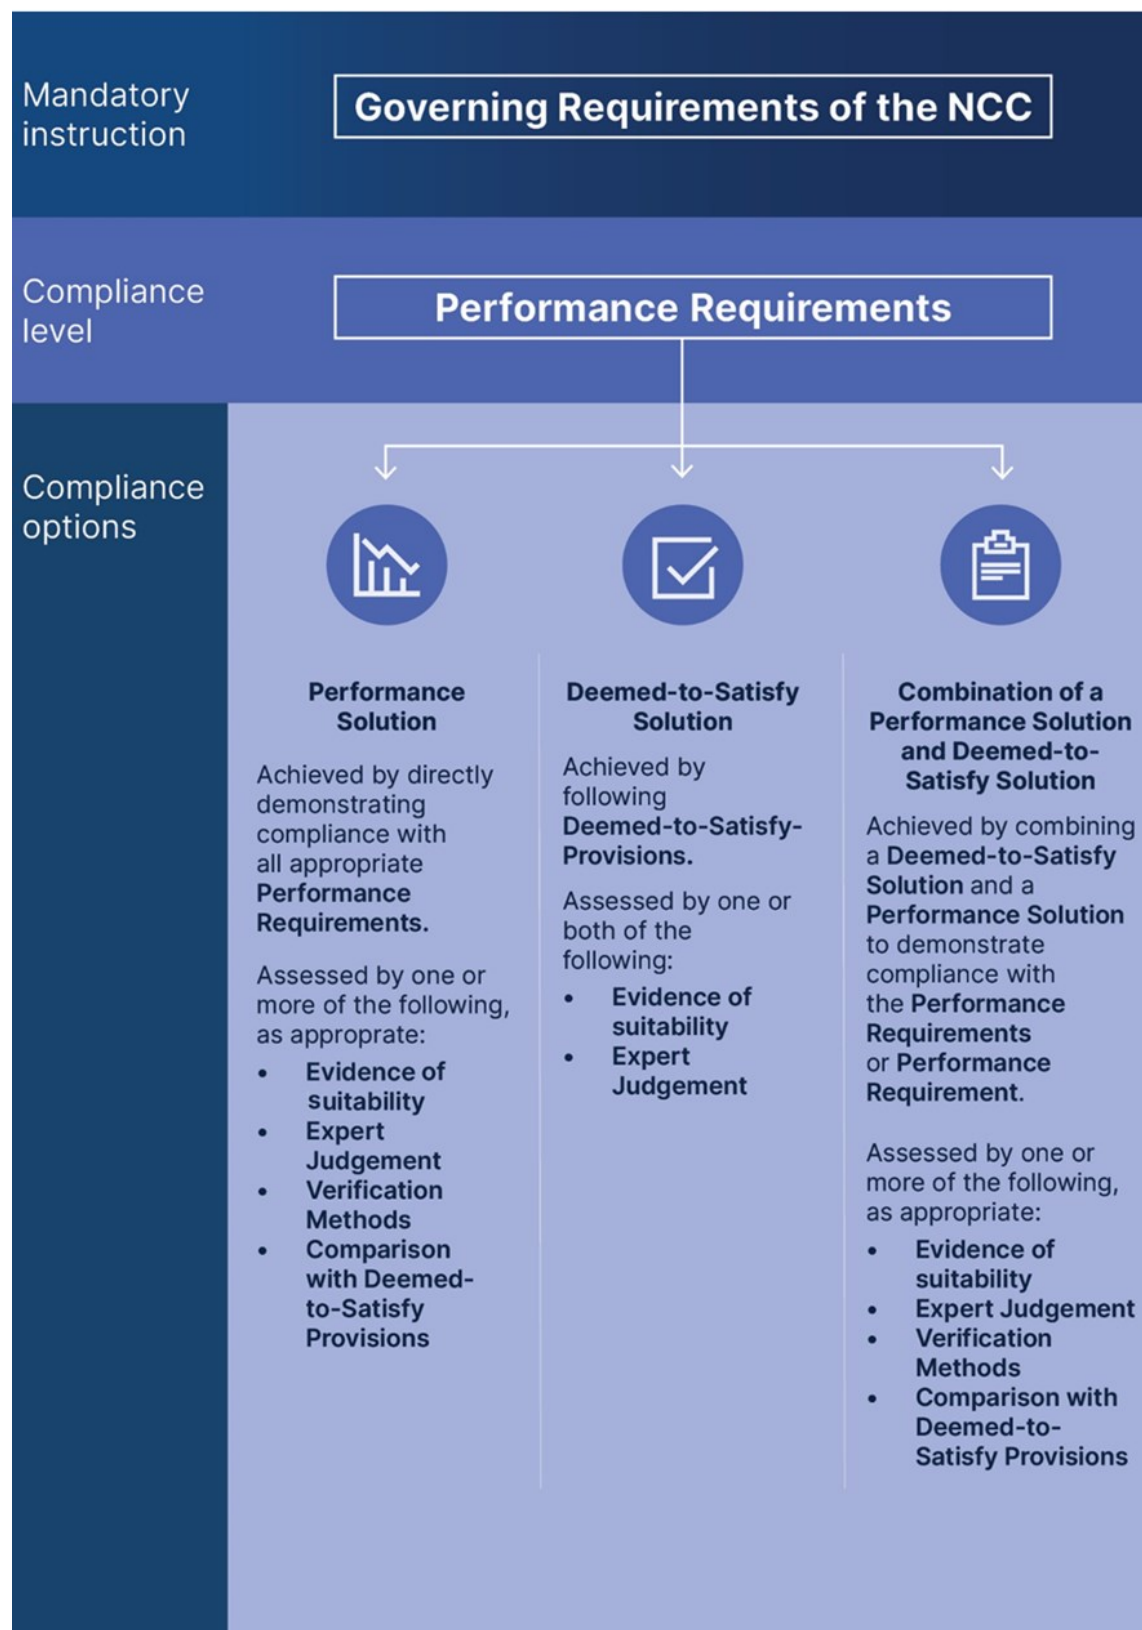 Mandatory
instruction
Governing Requirements of the NCC
Compliance
level
Performance Requirements
Compliance
options
Performance
Solution
Achieved by directly
demonstrating
compliance with
all appropriate
Performance
Requirements.
Assessed by one or
more of the following,
as approprate:
• Evidence of
suitability
• Expert
Judgement
• Verification
Methods
• Comparison
with Deemed-
to-Satisfy
Provisions
Deemed-to-Satisfy
Solution
Achieved by
following
Deemed-to-Satisfy-
Provisions.
Assessed by one or
both of the
following:
• Evidence of
suitability
• Expert
Judgement
Combination of a
Performance Solution
and Deemed-to-
Satisfy Solution
Achieved by combining
a Deemed-to-Satisfy
Solution and a
Performance Solution
to demonstrate
compliance with
the Performance
Requirements
or Performance
Requirement.
Assessed by one or
more of the following,
as appropriate:
• Evidence of
suitability
• Expert Judgement
• Verification
Methods
• Comparison with
Deemed-to-
Satisfy Provisions